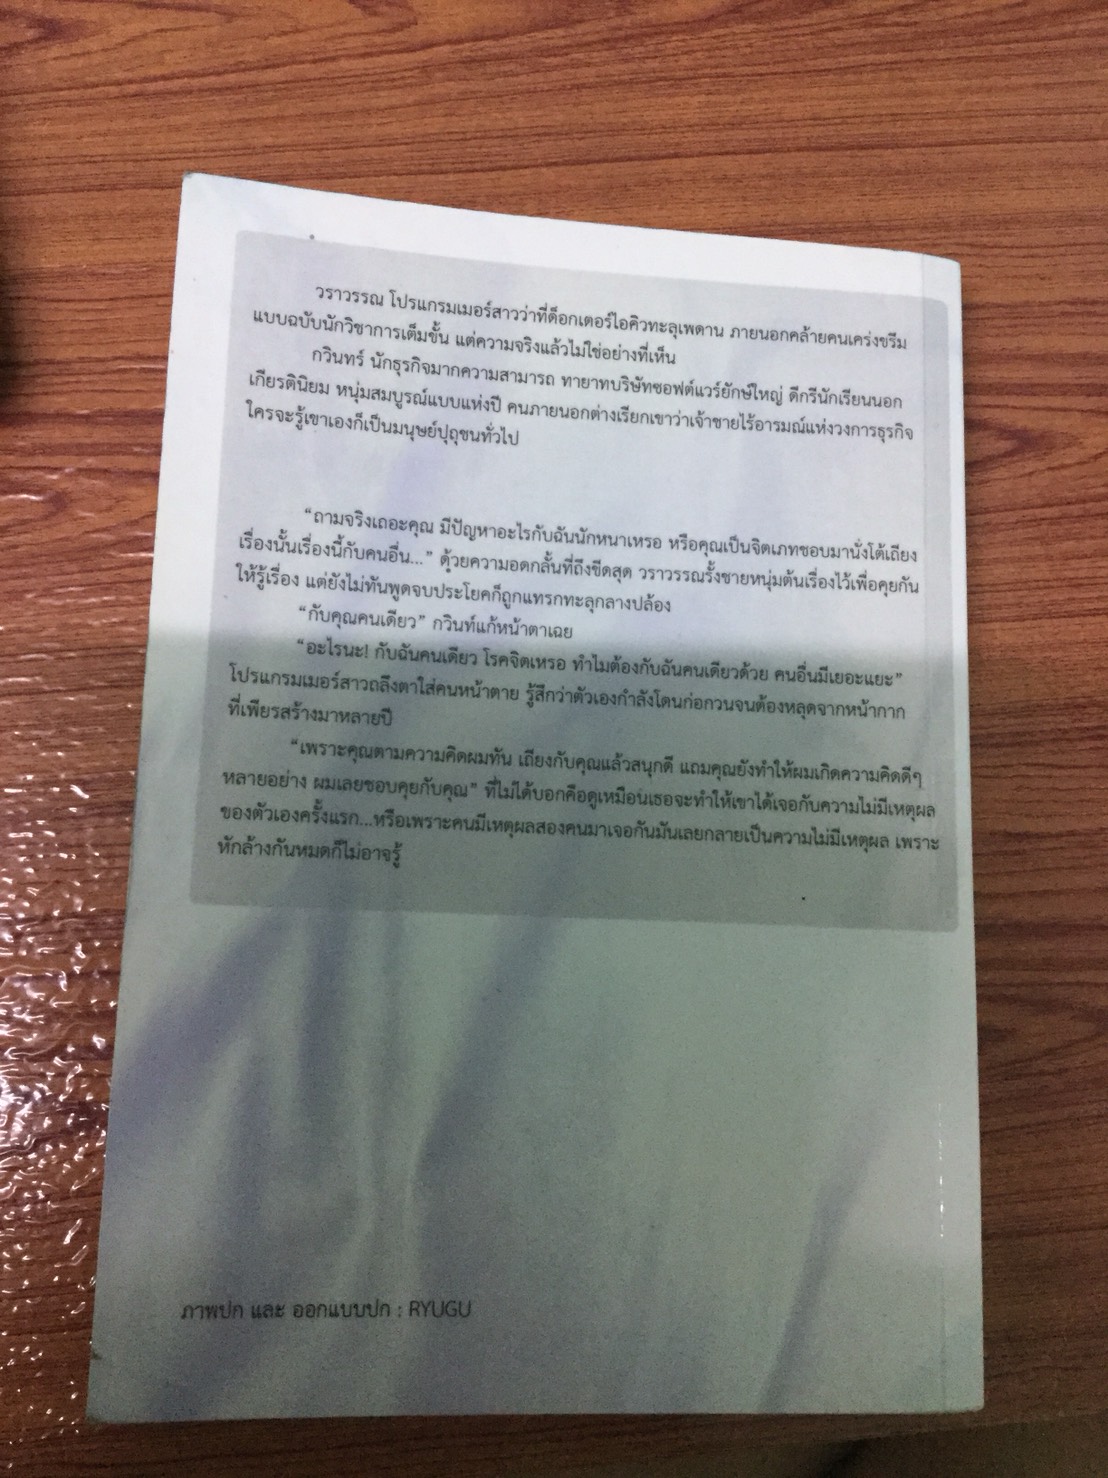 วราวรรณ โปรแกรมเมอร์สาวว่าที่ด็อกเตอร์ไอคิวทะลุเพดาน ภายนอกคล้ายคนเคร่งขรึม
แบบฉบับนักวิชาการเต็มขั้น แต่ความจริงแล้วไม่ใช่อย่างที่เห็น
กวินทร์ นักธุรกิจมากความสามารถ ทายาทบริษัทซอฟต์แวร์ยักษ์ใหญ่ ดีกรีนักเรียนนอก
เกียรตินิยม หนุ่มสมบูรณ์แบบแห่งปี คนภายนอกต่างเรียกเขาว่าเจ้าชายไร้อารมณ์แห่งวงการธุรกิจ
ใครจะรู้เขาเองก็เป็นมนุษย์ปุถุชนทั่วไป
“ถามจริงเถอะคุณ มีปัญหาอะไรกับฉันนักหนาเหรอ หรือคุณเป็นจิตเภทชอบมานั่งโต้เถียง
เรื่องนั้นเรื่องนี้กับคนอื่น...” ด้วยความอดกลั้นที่ถึงขีดสุด วราวรรณรั้งชายหนุ่มต้นเรื่องไว้เพื่อคุยกัน
ให้รู้เรื่อง แต่ยังไม่ทันพูดจบประโยคก็ถูกแทรกทะลุกลางปล้อง
“กับคุณคนเดียว” กวินท์แก้หน้าตาเฉย
“อะไรนะ! กับฉันคนเดียว โรคจิตเหรอ ทำไมต้องกับฉันคนเดียวด้วย คนอื่นมีเยอะแยะ”
โปรแกรมเมอร์สาวถลึงตาใส่คนหน้าตาย รู้สึกว่าตัวเองกำลังโดนก่อกวนจนต้องหลุดจากหน้ากาก
ที่เพียรสร้างมาหลายปี
“เพราะคุณตามความคิดผมทัน เถียงกับคุณแล้วสนุกดี แถมคุณยังทำให้ผมเกิดความคิดดีๆ
หลายอย่าง ผมเลยชอบคุยกับคุณ” ที่ไม่ได้บอกคือดูเหมือนเธอจะทำให้เขาได้เจอกับความไม่มีเหตุผล
ของตัวเองครั้งแรก...หรือเพราะคนมีเหตุผลสองคนมาเจอกันมันเลยกลายเป็นความไม่มีเหตุผล เพราะ
หักล้างกันหมดก็ไม่อาจรู้
ภาพปก และ ออกแบบปก : RYUGU